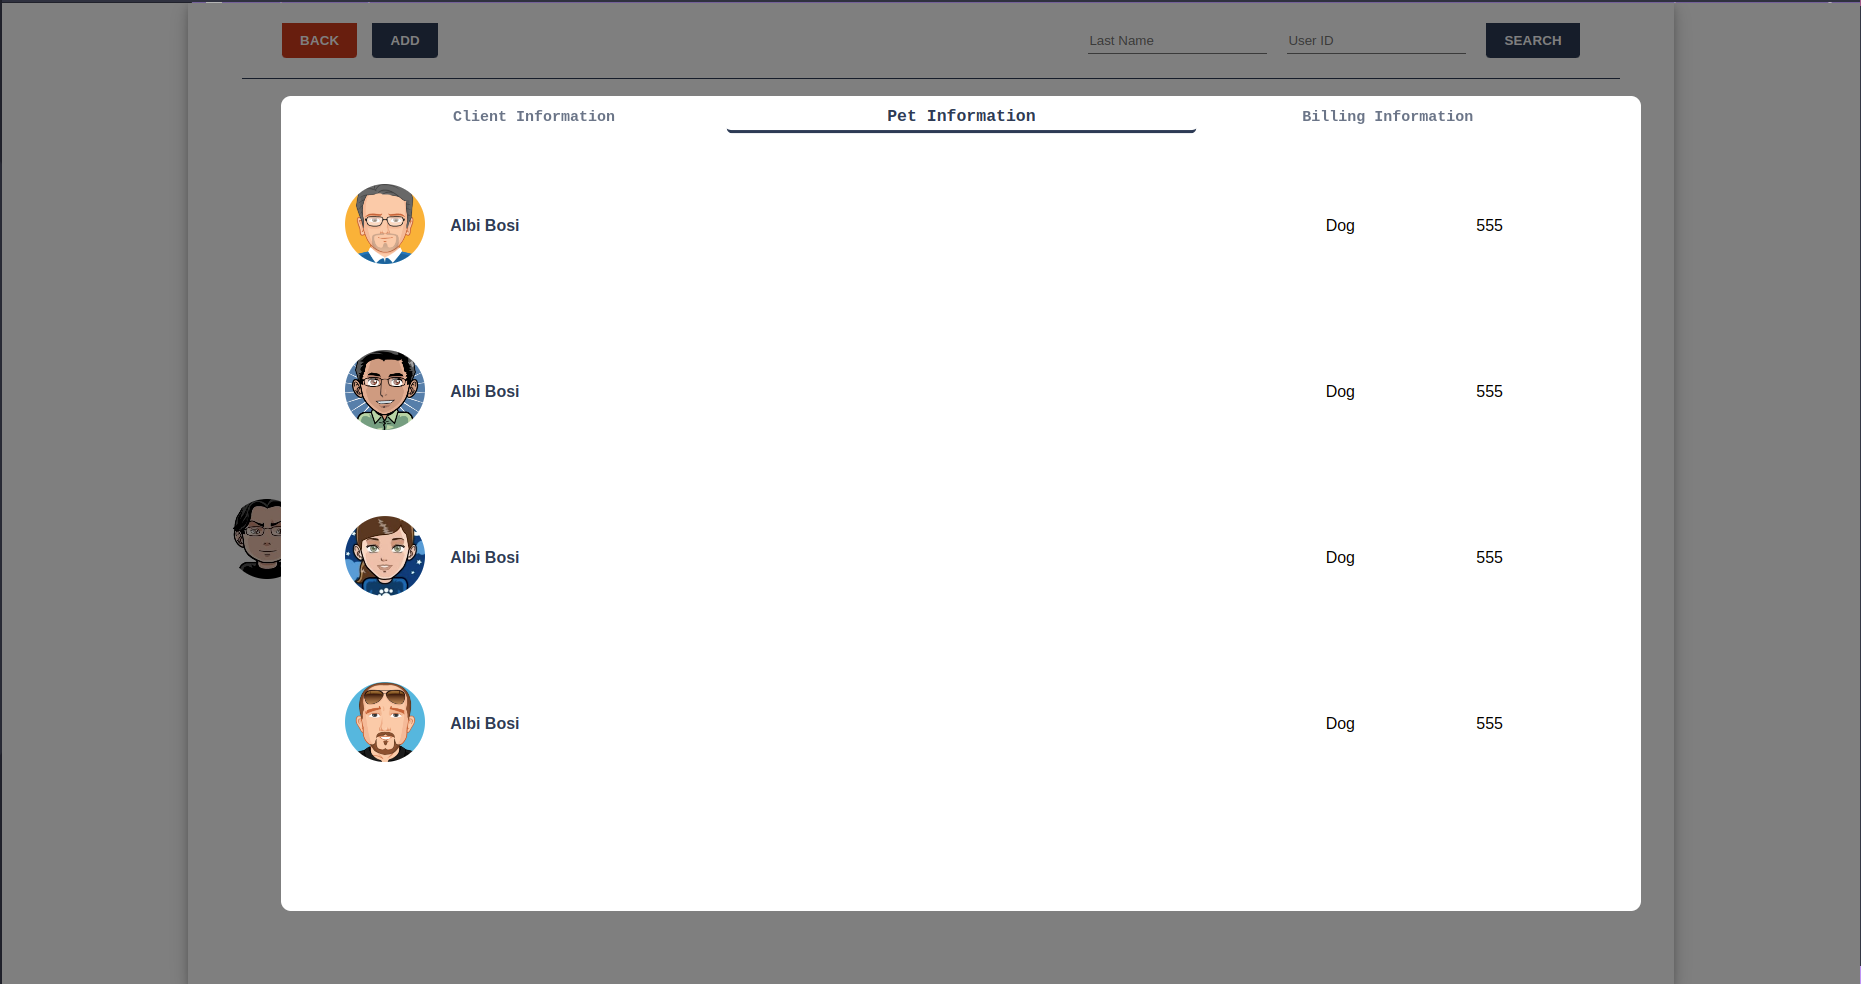 BACK ADD Last Name User ID SEARCH
Client Information Pet Information Billing Information
Albi Bosi Dog 555
Albi Bosi Dog 555
Albi Bosi Dog 555
Albi Bosi Dog 555